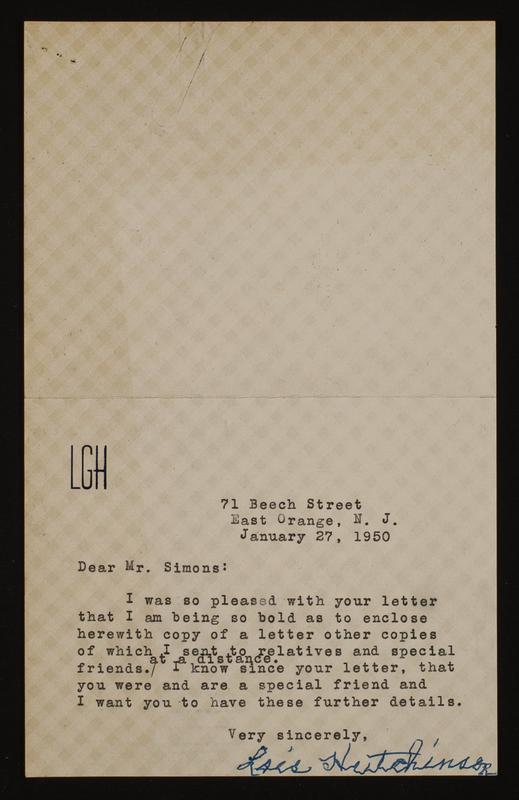 LGH
71 Beech Street
East Orange, N. J.
January 27, 1950
Dear Mr. Simons:
I was so pleased with your letter
that I am being so bold as to enclose
herewith copy of a letter other copies
of which I sent to relatives and special
at a distance.
friends./ I know since your letter, that
you were and are a special friend and
I want you to have these further details.
Very sincerely,
Lois Hutchinson